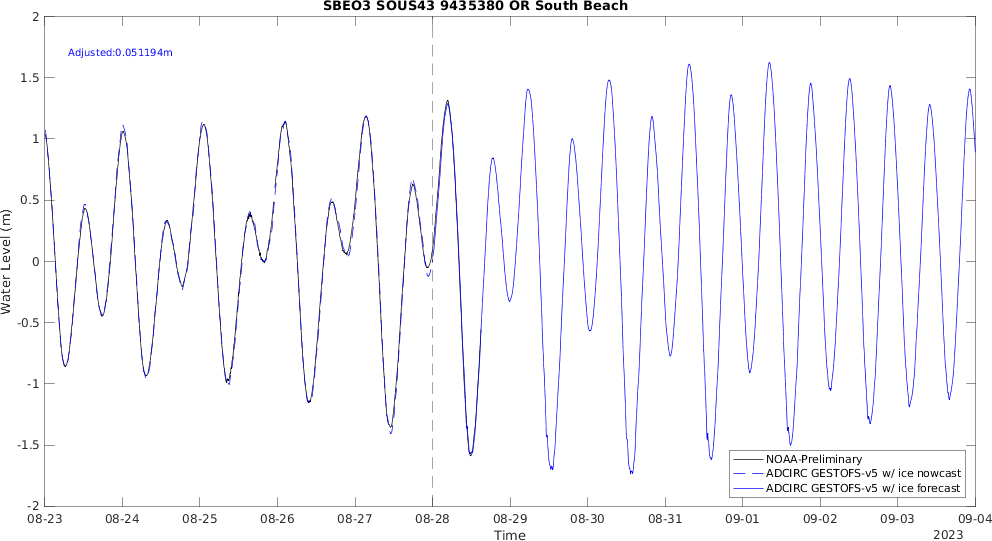 SBEO3 SOUS43 9435380 OR South Beach
Adjusted:0.051194m
Water Level (m)
2
1.5
1
0.5
0
-0.5
-1
-1.5
-2
NOAA-Preliminary
ADCIRC GESTOFS-v5 w/ ice nowcast
ADCIRC GESTOFS-v5 w/ ice forecast
08-23 08-24 08-25 08-26 08-27 08-28 08-29 08-30 08-31 09-01 09-02 09-03 09-04
Time
2023